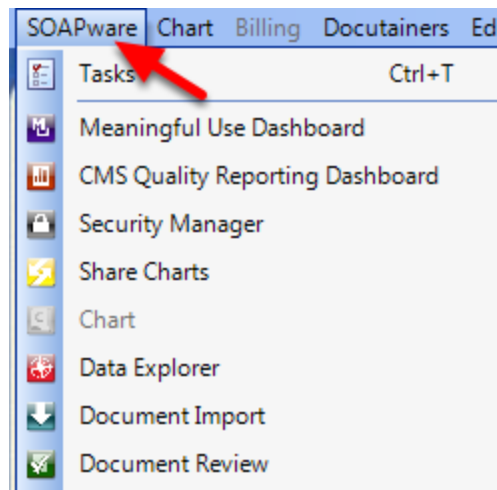 SOAPware Chart Billing Docutainers Ed
Tasks Ctrl+T
Meaningful Use Dashboard
CMS Quality Reporting Dashboard
Security Manager
Share Charts
Chart
Data Explorer
Document Import
Document Review